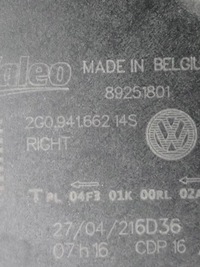 Valeo MADE IN BELGIU
89251801
2G0.941.662 14S
RIGHT
T PL 04F3 01K 00RL 02A
27/04/216D36
07h16 CDP 16